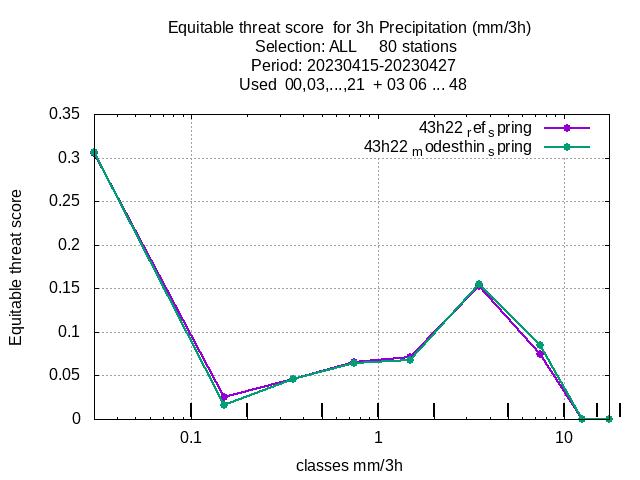 Equitable threat score  for 3h Precipitation (mm/3h)
Selection: ALL     80 stations
Period: 20230415-20230427
Used  00,03,...,21  + 03 06 ... 48
43h22 ref spring
43h22 modesthin spring
0.35
0.3
0.25
0.2
0.15
0.1
0.05
0
Equitable threat score
0.1 1 10
classes mm/3h